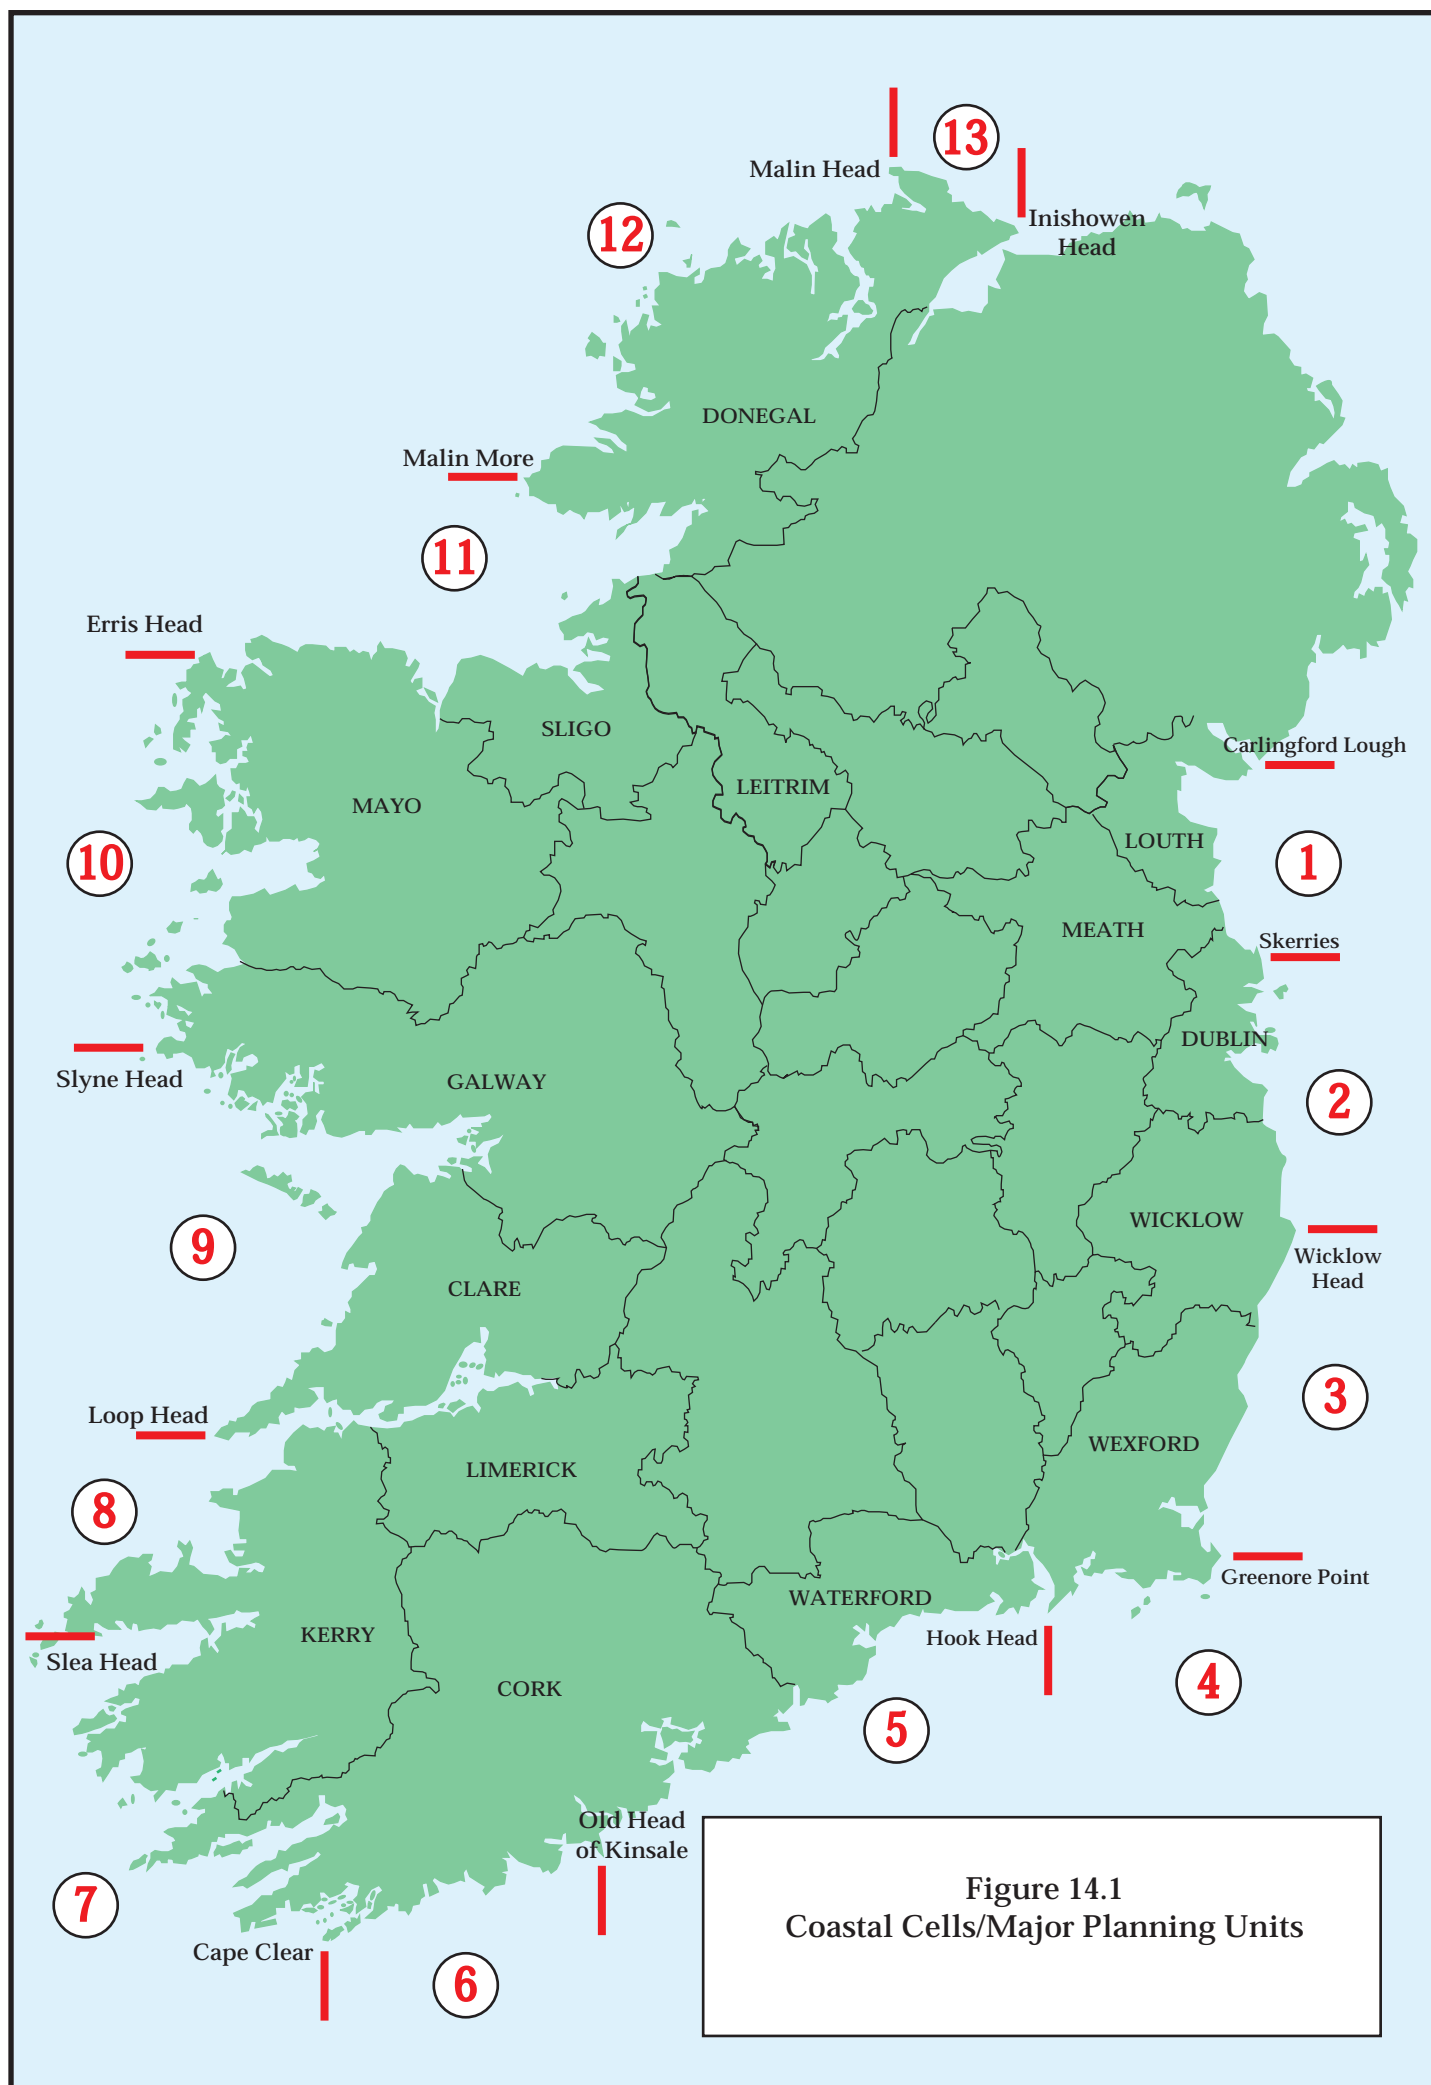 13
Malin Head
Inishowen
Head
12
DONEGAL
Malin More
11
Erris Head
SLIGO
Carlingford Lough
LEITRIM
MAYO
LOUTH
10
1
MEATH
Skerries
DUBLIN
Slyne Head
GALWAY
2
WICKLOW
9
Wicklow
Head
CLARE
3
Loop Head
WEXFORD
LIMERICK
8
Greenore Point
WATERFORD
KERRY
Hook Head
Slea Head
CORK
4
5
Old Head
of Kinsale
Figure 14.1
Coastal Cells/Major Planning Units
7
Cape Clear
6